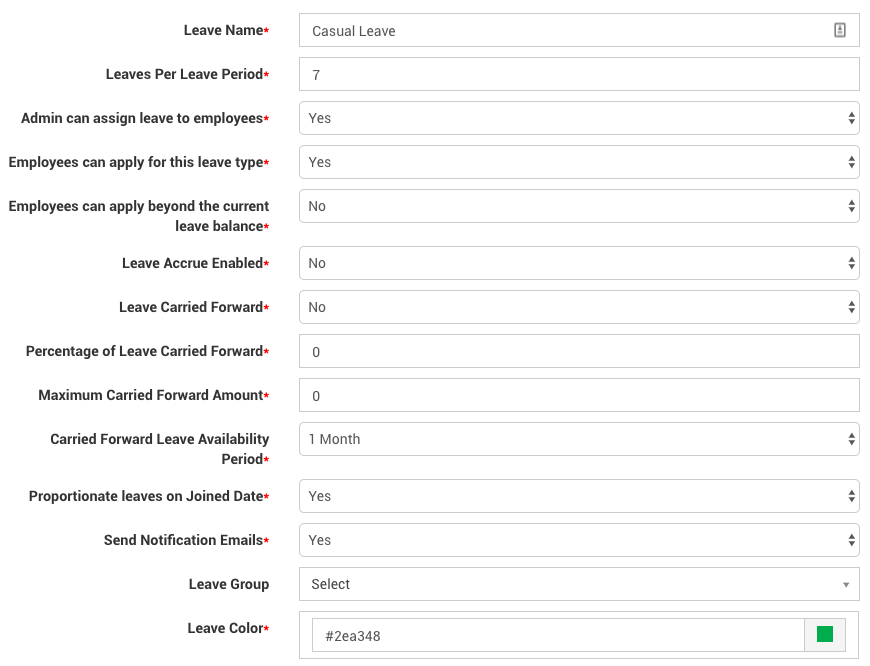 Leave Name* Casual Leave
Leaves Per Leave Period* 7
Admin can assign leave to employees* Yes
Employees can apply for this leave type* Yes
Employees can apply beyond the current No
leave balance*
Leave Accrue Enabled* No
Leave Carried Forward* No
Percentage of Leave Carried Forward* 0
Maximum Carried Forward Amount* 0
Carried Forward Leave Availability 1 Month
Period*
Proportionate leaves on Joined Date* Yes
Send Notification Emails* Yes
Leave Group Select
Leave Color* #2ea348